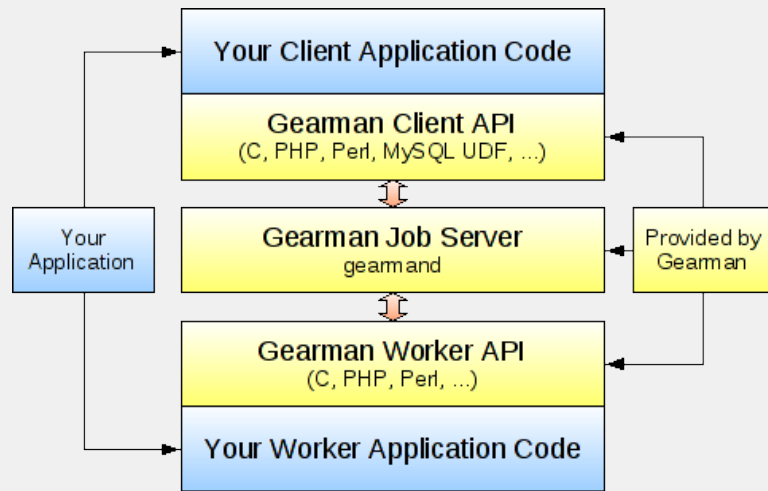 Your Client Application Code
Gearman Client API
(C, PHP, Perl, MySQL UDF, ...)
Your
Application
Gearman Job Server
gearmand
Provided by
Gearman
Gearman Worker API
(C, PHP, Perl, ...)
Your Worker Application Code